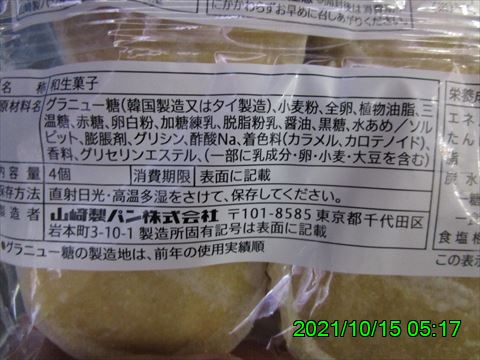 にかかわらずお早めに召しあがりください。
名 称 和生菓子 栄養成
原材料名 グラニュー糖(韓国製造又はタイ製造)、小麦粉、全卵、植物油脂、三
温糖、赤糖、卵白粉、加糖練乳、脱脂粉乳、醤油、黒糖、水あめ/ソル
ビット、膨脹剤、グリシン、酢酸Na、着色料(カラメル、カロテノイド)、
香料、グリセリンエステル、(一部に乳成分・卵・小麦・大豆を含む)
内容量 4個 消費期限 表面に記載
保存方法 直射日光・高温多湿をさけて、保存してください。
製造者 山崎製パン株式会社 〒101-8585 東京都千代田区
岩本町3-10-1 製造所固有記号は表面に記載
●グラニュー糖の製造地は、前年の使用実績順
エネ
たん
炭水
食塩相
この表示
2021/10/15 05:17